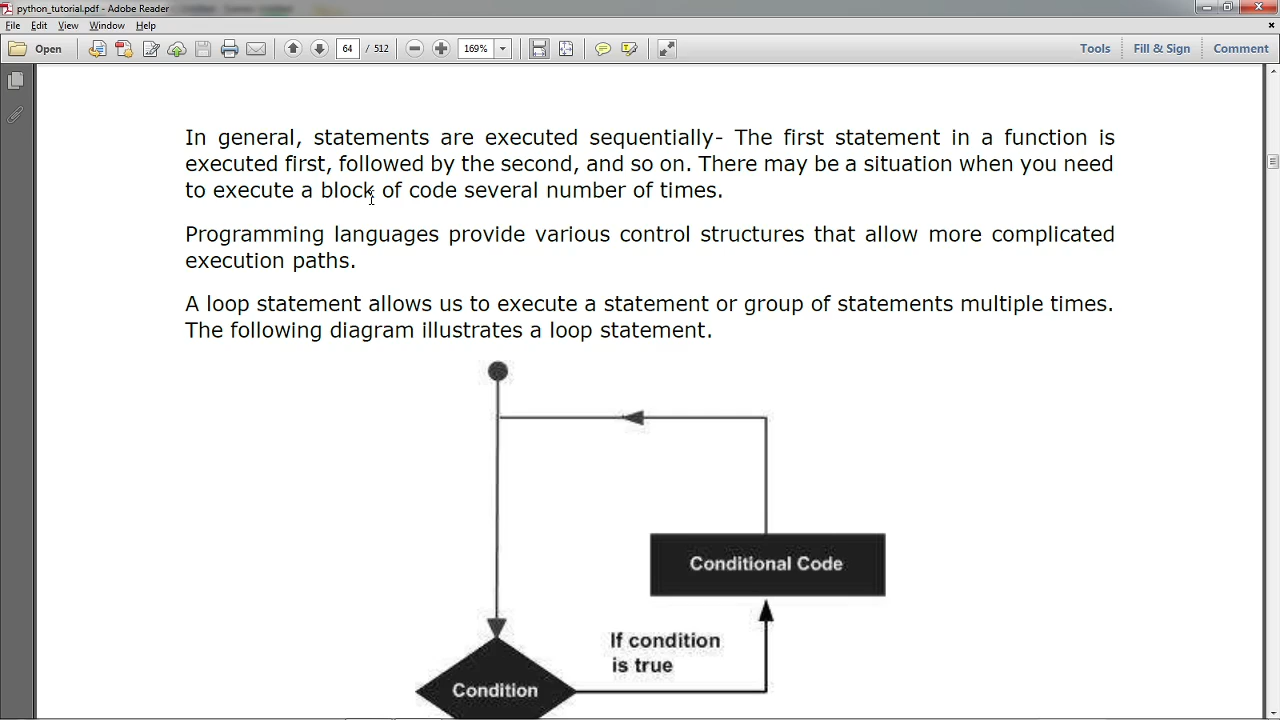 python_tutorial.pdf - Adobe Reader
File Edit View Window Help
Open 64 / 512 169% Tools Fill & Sign Comment
In general, statements are executed sequentially- The first statement in a function is
executed first, followed by the second, and so on. There may be a situation when you need
to execute a block of code several number of times.
Programming languages provide various control structures that allow more complicated
execution paths.
A loop statement allows us to execute a statement or group of statements multiple times.
The following diagram illustrates a loop statement.
Conditional Code
If condition
is true
Condition